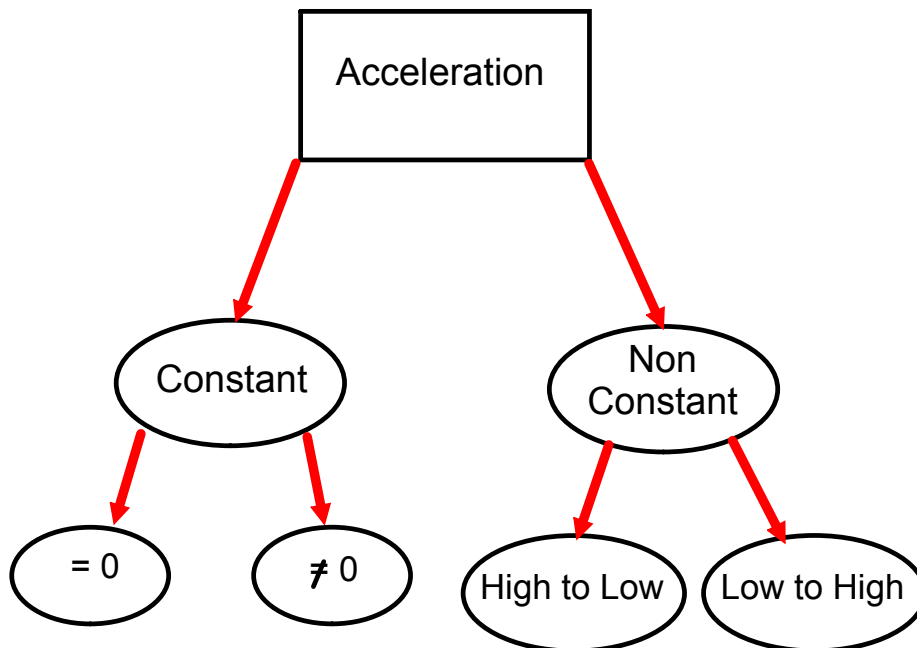 Acceleration
Constant
Non
Constant
= 0
≠ 0
High to Low
Low to High